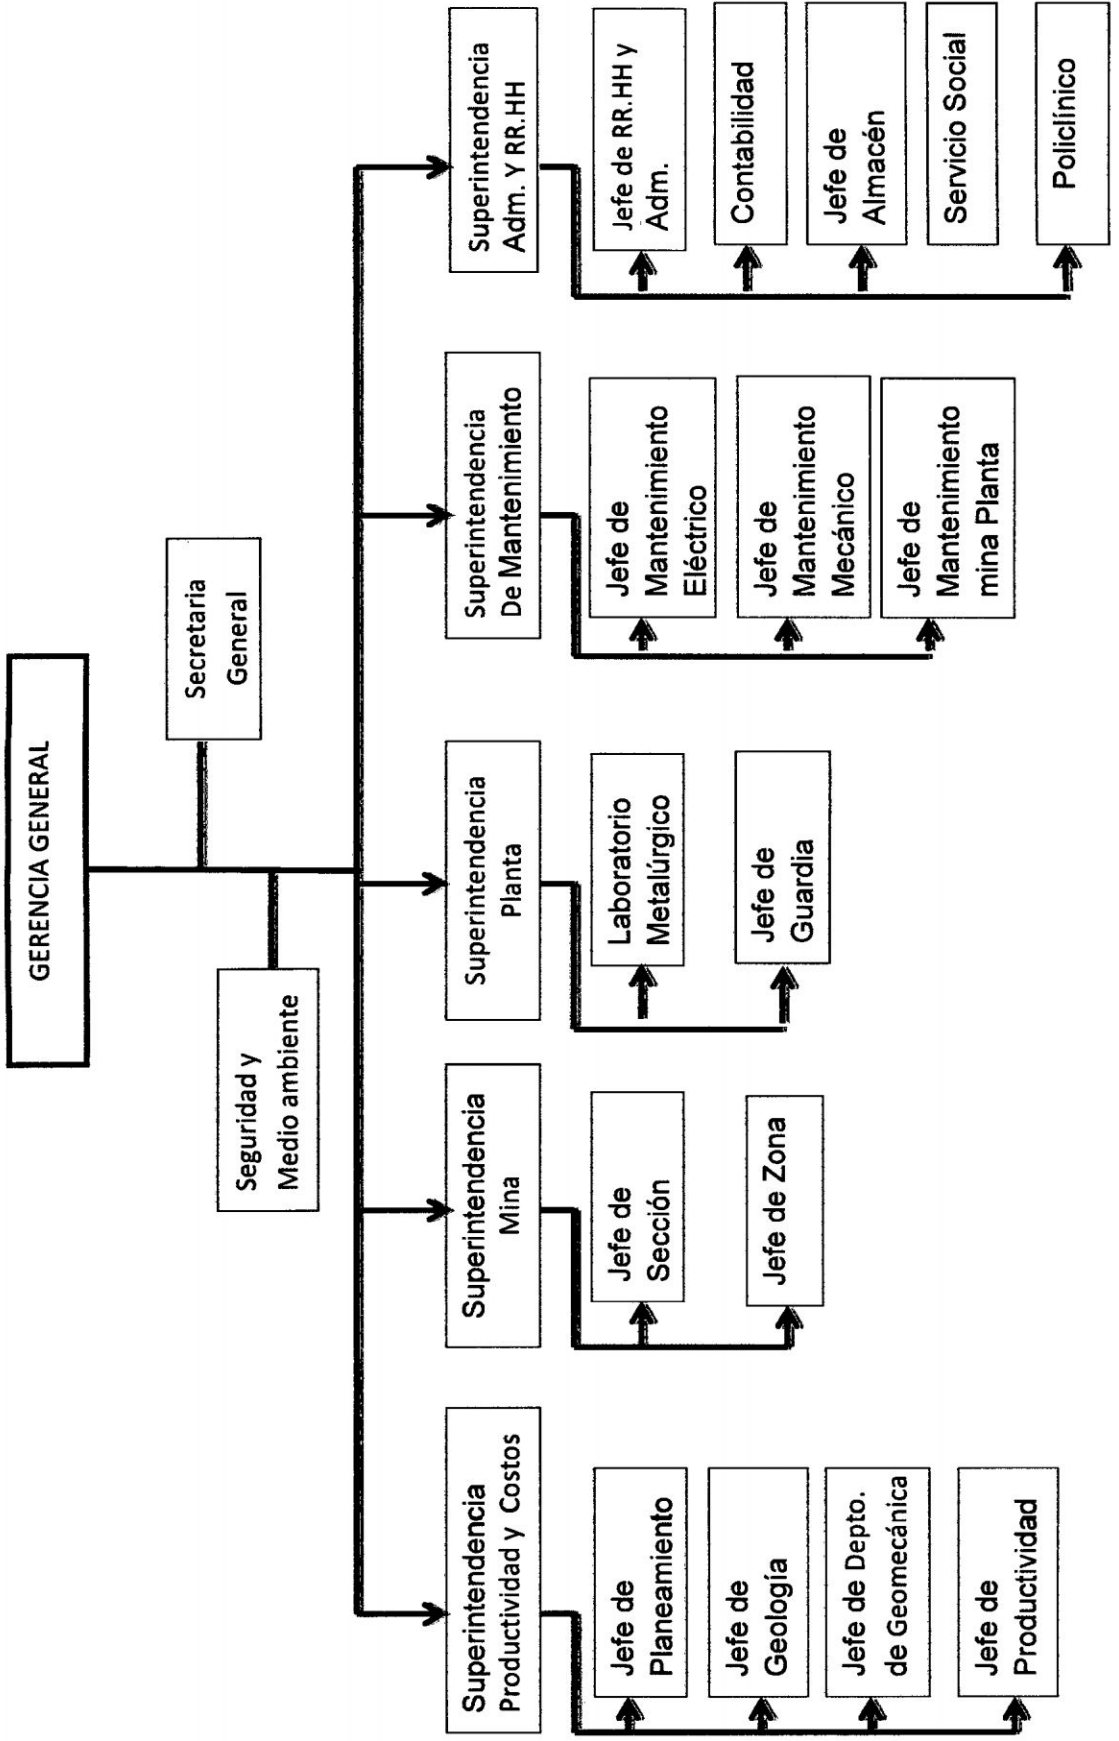 GERENCIA GENERAL
Secretaria
General
Seguridad y
Medio ambiente
Superintendencia
Productividad y Costos
Jefe de
Planeamiento
Jefe de
Geología
Jefe de Depto.
de Geomecánica
Jefe de
Productividad
Superintendencia
Mina
Jefe de
Sección
Jefe de Zona
Superintendencia
Planta
Laboratorio
Metalúrgico
Jefe de
Guardia
Superintendencia
De Mantenimiento
Jefe de
Mantenimiento
Eléctrico
Jefe de
Mantenimiento
Mecánico
Jefe de
Mantenimiento
mina Planta
Superintendencia
Adm. Y RR.HH
Jefe de RR.HH y
Adm.
Contabilidad
Jefe de
Almacén
Servicio Social
Policlínico